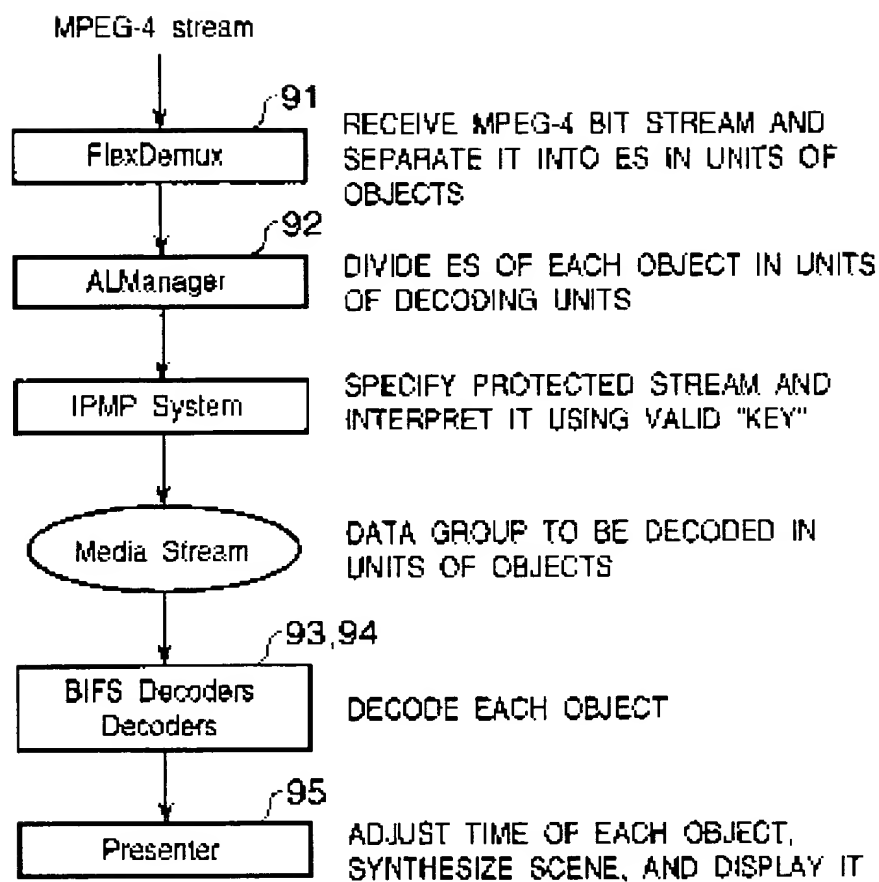 MPEG-4 stream
91
FlexDemux
RECEIVE MPEG-4 BIT STREAM AND
SEPARATE IT INTO ES IN UNITS OF
OBJECTS
92
ALManager
DIVIDE ES OF EACH OBJECT IN UNITS
OF DECODING UNITS
IPMP System
SPECIFY PROTECTED STREAM AND
INTERPRET IT USING VALID "KEY"
Media Stream
DATA GROUP TO BE DECODED IN
UNITS OF OBJECTS
93,94
BIFS Decoders
Decoders
DECODE EACH OBJECT
95
Presenter
ADJUST TIME OF EACH OBJECT,
SYNTHESIZE SCENE, AND DISPLAY IT